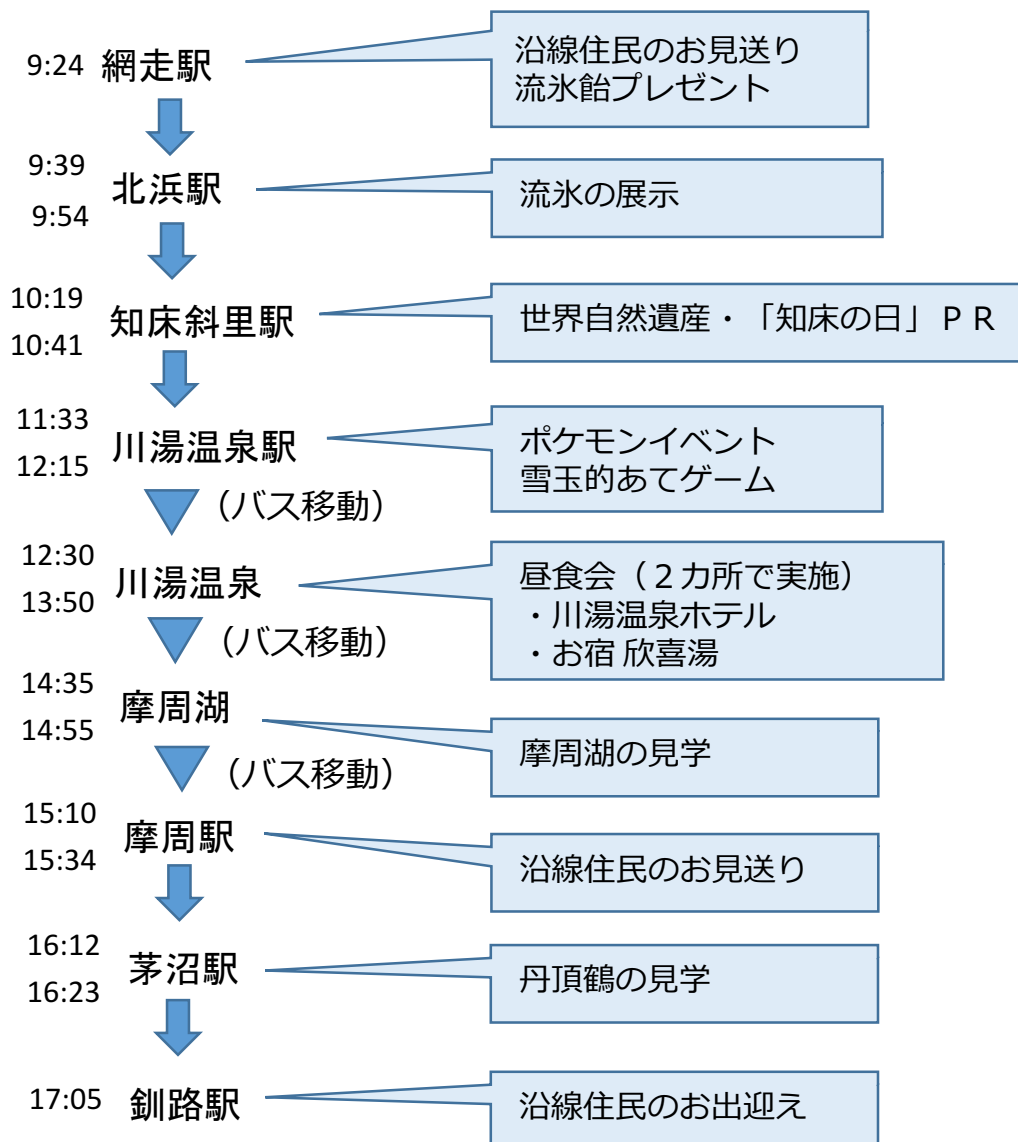 9:24 網走駅
沿線住民のお見送り
流氷飴プレゼント
9:39
北浜駅
9:54
流氷の展示
10:19
知床斜里駅
10:41
世界自然遺産・「知床の日」ＰＲ
11:33
川湯温泉駅
12:15
ポケモンイベント
雪玉的あてゲーム
（バス移動）
12:30
川湯温泉
13:50
昼食会（２カ所で実施）
・川湯温泉ホテル
・お宿 欣喜湯
（バス移動）
14:35
摩周湖
14:55
摩周湖の見学
（バス移動）
15:10
摩周駅
15:34
沿線住民のお見送り
16:12
茅沼駅
16:23
丹頂鶴の見学
17:05 釧路駅
沿線住民のお出迎え